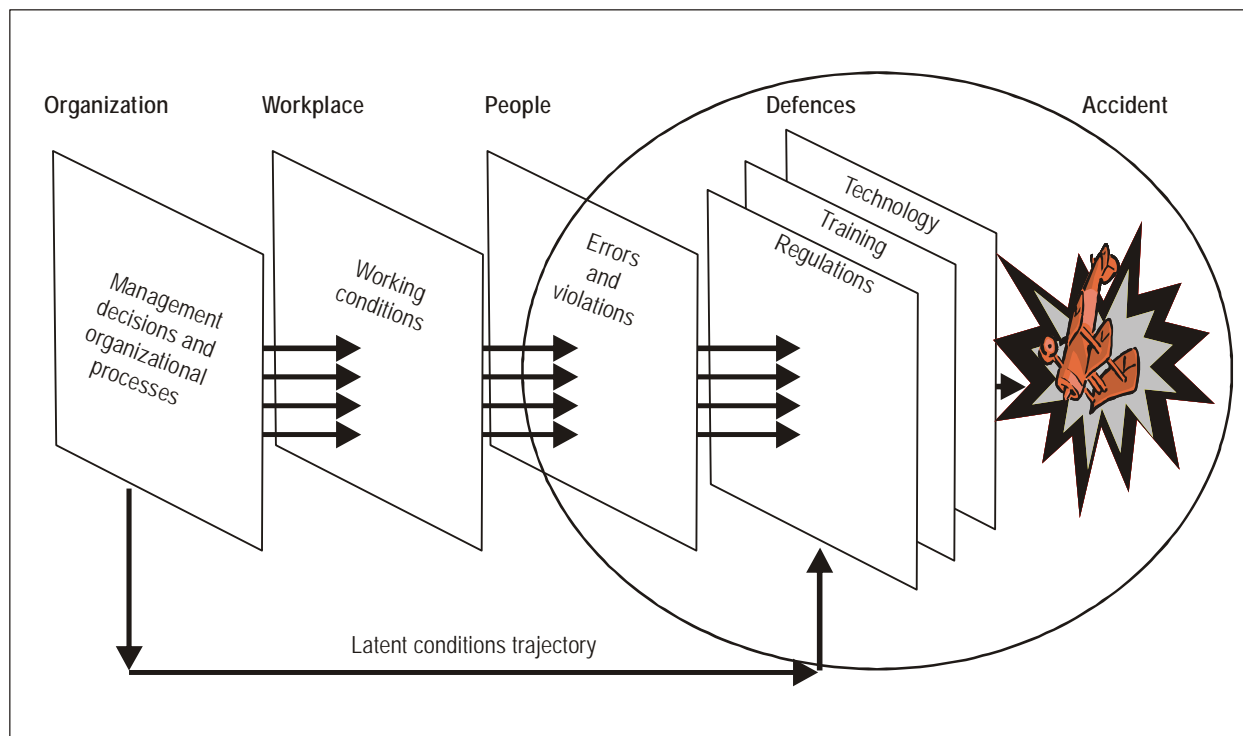 Organization
Workplace
People
Defences
Accident
Management
decisions and
organizational
processes
Working
conditions
Errors
and
violations
Technology
Training
Regulations
Latent conditions trajectory